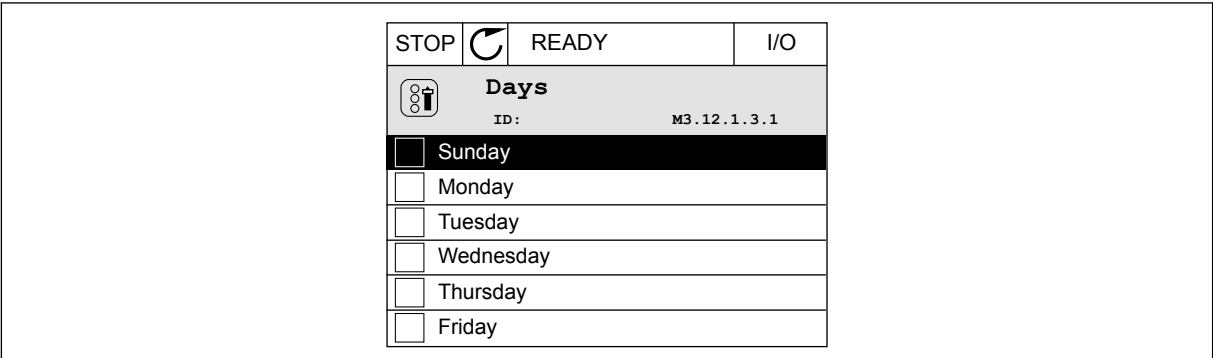 STOP READY I/O
Days
ID: M3.12.1.3.1
Sunday
Monday
Tuesday
Wednesday
Thursday
Friday